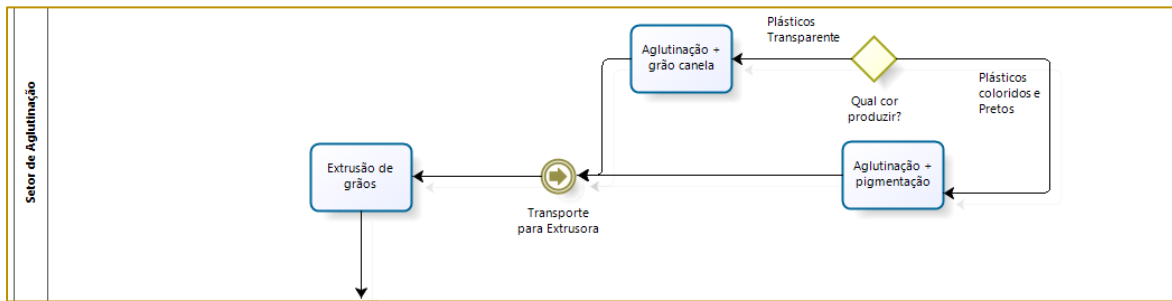 Setor de Aglutinação
Plásticos
Transparente
Aglutinação +
grão canela
Qual cor
produzir?
Plásticos
coloridos e
Pretos
Aglutinação +
pigmentação
Extrusão de
grãos
Transporte
para Extrusora